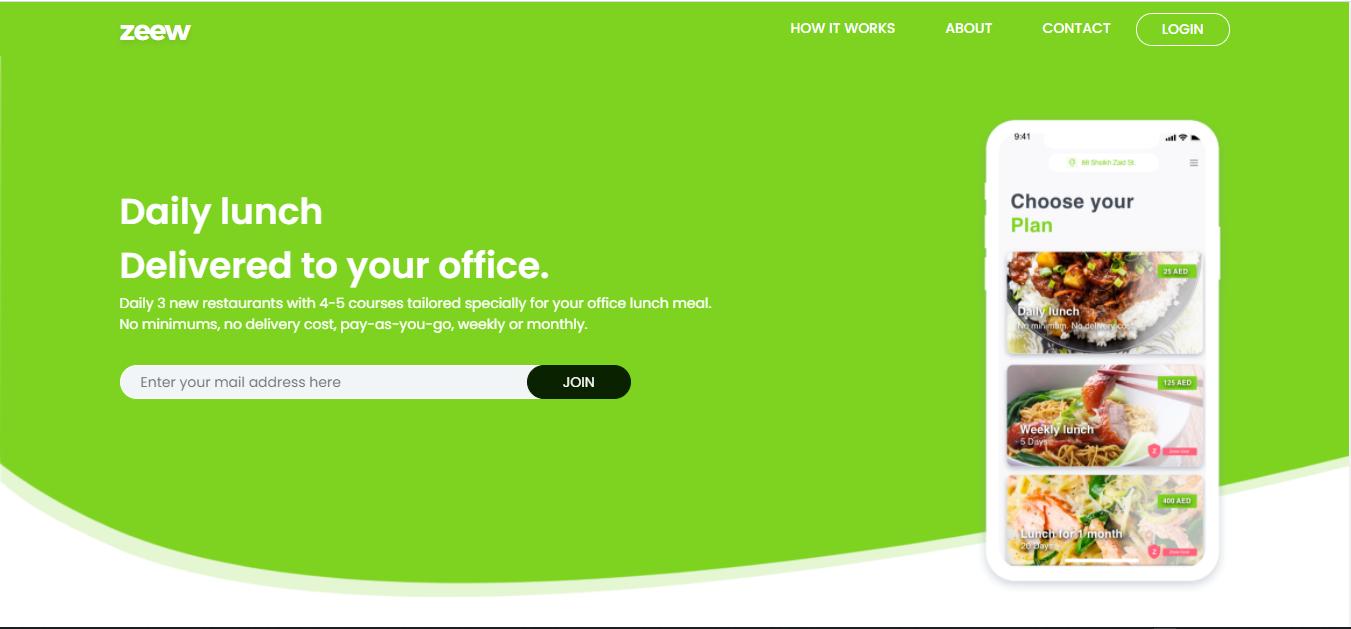 zeew
HOW IT WORKS
ABOUT
CONTACT
LOGIN
Daily lunch
Delivered to your office.
Daily 3 new restaurants with 4-5 courses tailored specially for your office lunch meal.
No minimums, no delivery cost, pay-as-you-go, weekly or monthly.
Enter your mail address here
JOIN
9:41
Sheikh Zaid St.
Choose your
Plan
25 AED
Daily lunch
No minimum. No delivery
125 AED
Weekly lunch
5 Days
Z
400 AED
Lunch for 1 month
20 Days
Z